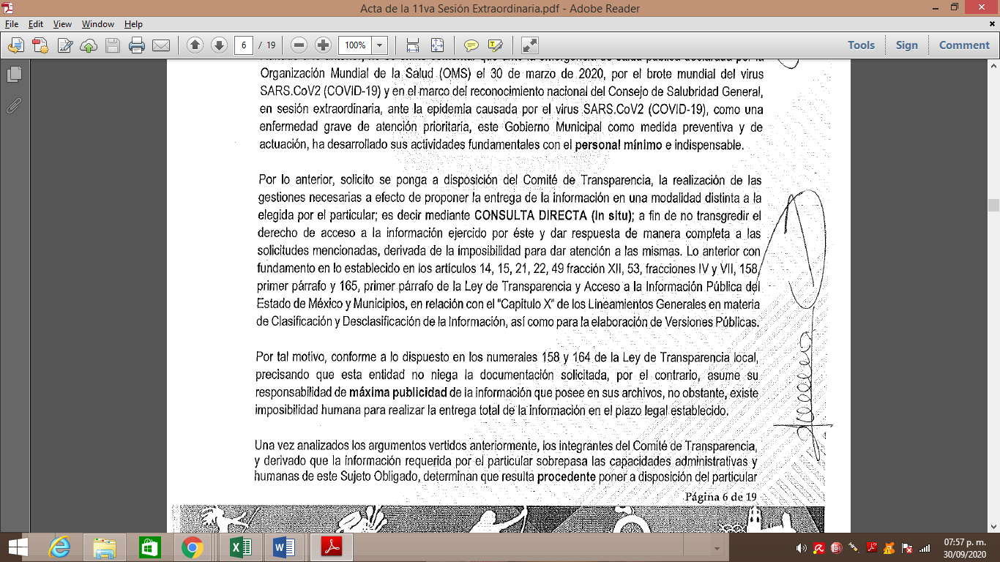 Acta de la 11va Sesión Extraordinaria.pdf - Adobe Reader
File Edit View Window Help
6 / 19 100% Tools Sign Comment
Organización Mundial de la Salud (OMS) el 30 de marzo de 2020, por el brote mundial del virus
SARS.CoV2 (COVID-19) y en el marco del reconocimiento nacional del Consejo de Salubridad General,
en sesión extraordinaria, ante la epidemia causada por el virus SARS.CoV2 (COVID-19), como una
enfermedad grave de atención prioritaria, este Gobierno Municipal como medida preventiva y de
actuación, ha desarrollado sus actividades fundamentales con el personal mínimo e indispensable.
Por lo anterior, solicito se ponga a disposición del Comité de Transparencia, la realización de las
gestiones necesarias a efecto de proponer la entrega de la información en una modalidad distinta a la
elegida por el particular; es decir mediante CONSULTA DIRECTA (In situ); a fin de no transgredir el
derecho de acceso a la información ejercido por éste y dar respuesta de manera completa a las
solicitudes mencionadas, derivada de la imposibilidad para dar atención a las mismas. Lo anterior con
fundamento en lo establecido en los artículos 14, 15, 21, 22, 49 fracción XII, 53, fracciones IV y VII, 158
primer párrafo y 165, primer párrafo de la Ley de Transparencia y Acceso a la Información Pública del
Estado de México y Municipios, en relación con el "Capítulo X" de los Lineamientos Generales en materia
de Clasificación y Desclasificación de la Información, así como para la elaboración de Versiones Públicas.
Por tal motivo, conforme a lo dispuesto en los numerales 158 y 164 de la Ley de Transparencia local,
precisando que esta entidad no niega la documentación solicitada, por el contrario, asume su
responsabilidad de máxima publicidad de la información que posee en sus archivos, no obstante, existe
imposibilidad humana para realizar la entrega total de la información en el plazo legal establecido.
Una vez analizados los argumentos vertidos anteriormente, los integrantes del Comité de Transparencia,
y derivado que la información requerida por el particular sobrepasa las capacidades administrativas y
humanas de este Sujeto Obligado, determinan que resulta procedente poner a disposición del particular
Página 6 de 19
07:57 p. m.
30/09/2020